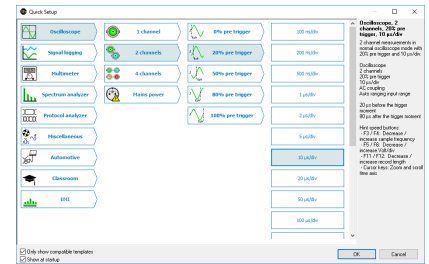 Quick Setup
Oscilloscope
Signal logging
Multimeter
Spectrum analyzer
Protocol analyzer
Miscellaneous
Automotive
Classroom
EMI
1 channel
2 channels
4 channels
Mains power
0% pre trigger
20% pre trigger
50% pre trigger
80% pre trigger
100% pre trigger
100 ns/div
200 ns/div
500 ns/div
1 µs/div
2 µs/div
5 µs/div
10 µs/div
20 µs/div
50 µs/div
100 µs/div
Oscilloscope, 2
channels, 20% pre
trigger, 10 µs/div
2 channel measurements in
normal oscilloscope mode with
20% pre trigger and 10 µs/div.
Oscilloscope
2 channels
20% pre trigger
10 µs/div
AC coupling
Auto ranging input range
20 µs before the trigger
moment
80 µs after the trigger moment
Hint speed buttons:
- F3 / F4: Decrease /
increase sample frequency
- F5 / F6: Decrease /
increase Volt/div
- F11 / F12: Decrease /
increase record length
- Cursor keys: Zoom and scroll
time axis
Only show compatible templates
Show at startup
OK
Cancel